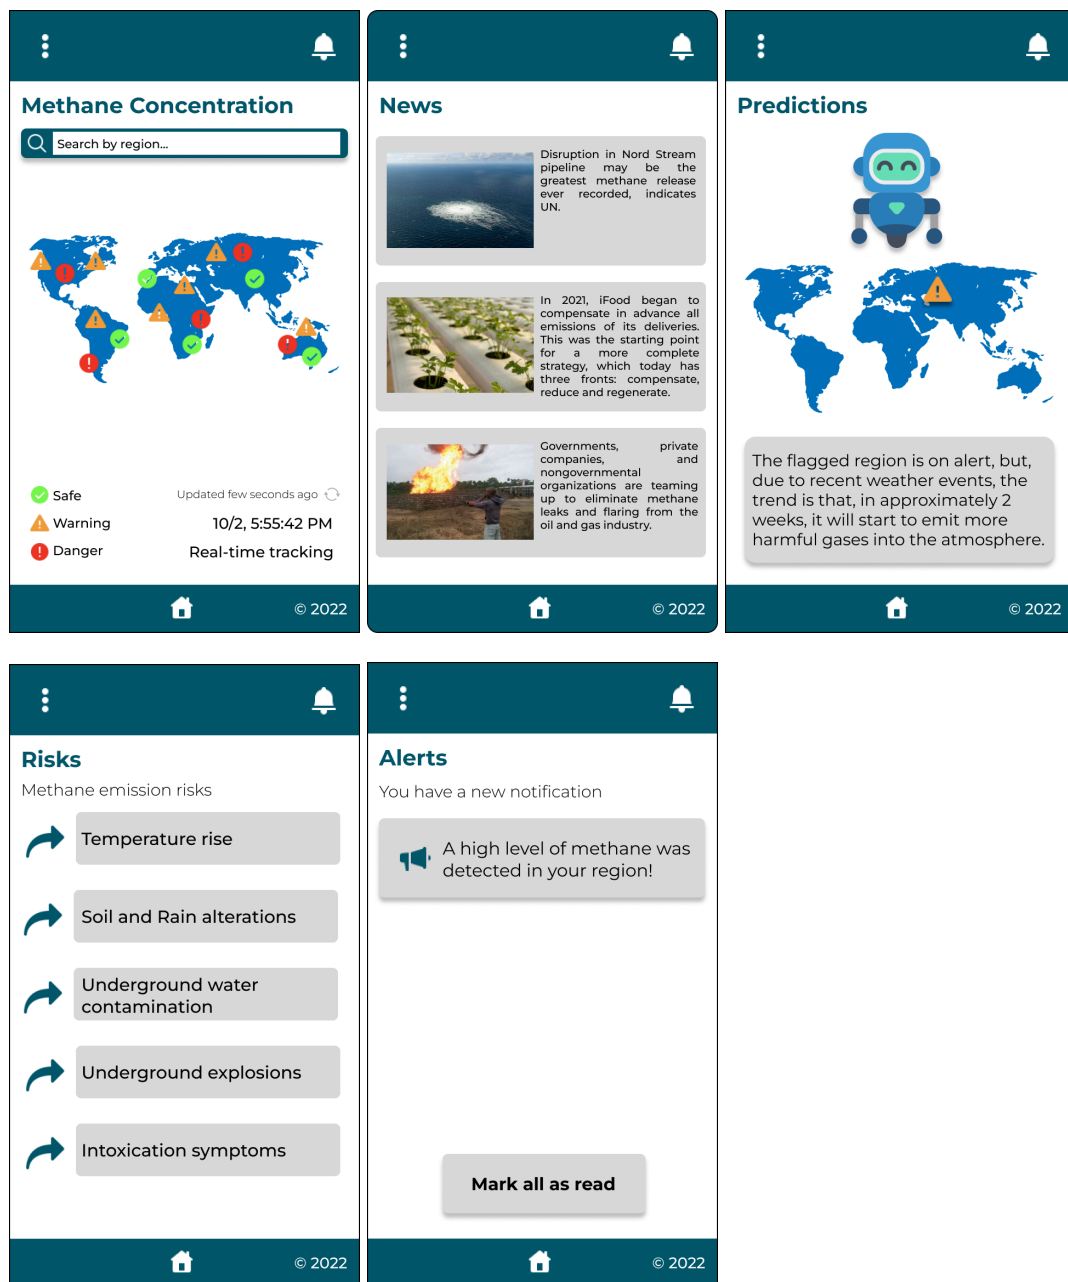 Methane Concentration
Search by region...
Safe
Updated few seconds ago
Warning
10/2, 5:55:42 PM
Danger
Real-time tracking
© 2022
News
Disruption in Nord Stream
pipeline may be the
greatest methane release
ever recorded, indicates
UN.
In 2021, iFood began to
compensate in advance all
emissions of its deliveries.
This was the starting point
for a more complete
strategy, which today has
three fronts: compensate,
reduce and regenerate.
Governments, private
companies, and
nongovernmental
organizations are teaming
up to eliminate methane
leaks and flaring from the
oil and gas industry.
© 2022
Predictions
The flagged region is on alert, but,
due to recent weather events, the
trend is that, in approximately 2
weeks, it will start to emit more
harmful gases into the atmosphere.
© 2022
Risks
Methane emission risks
Temperature rise
Soil and Rain alterations
Underground water
contamination
Underground explosions
Intoxication symptoms
© 2022
Alerts
You have a new notification
A high level of methane was
detected in your region!
Mark all as read
© 2022